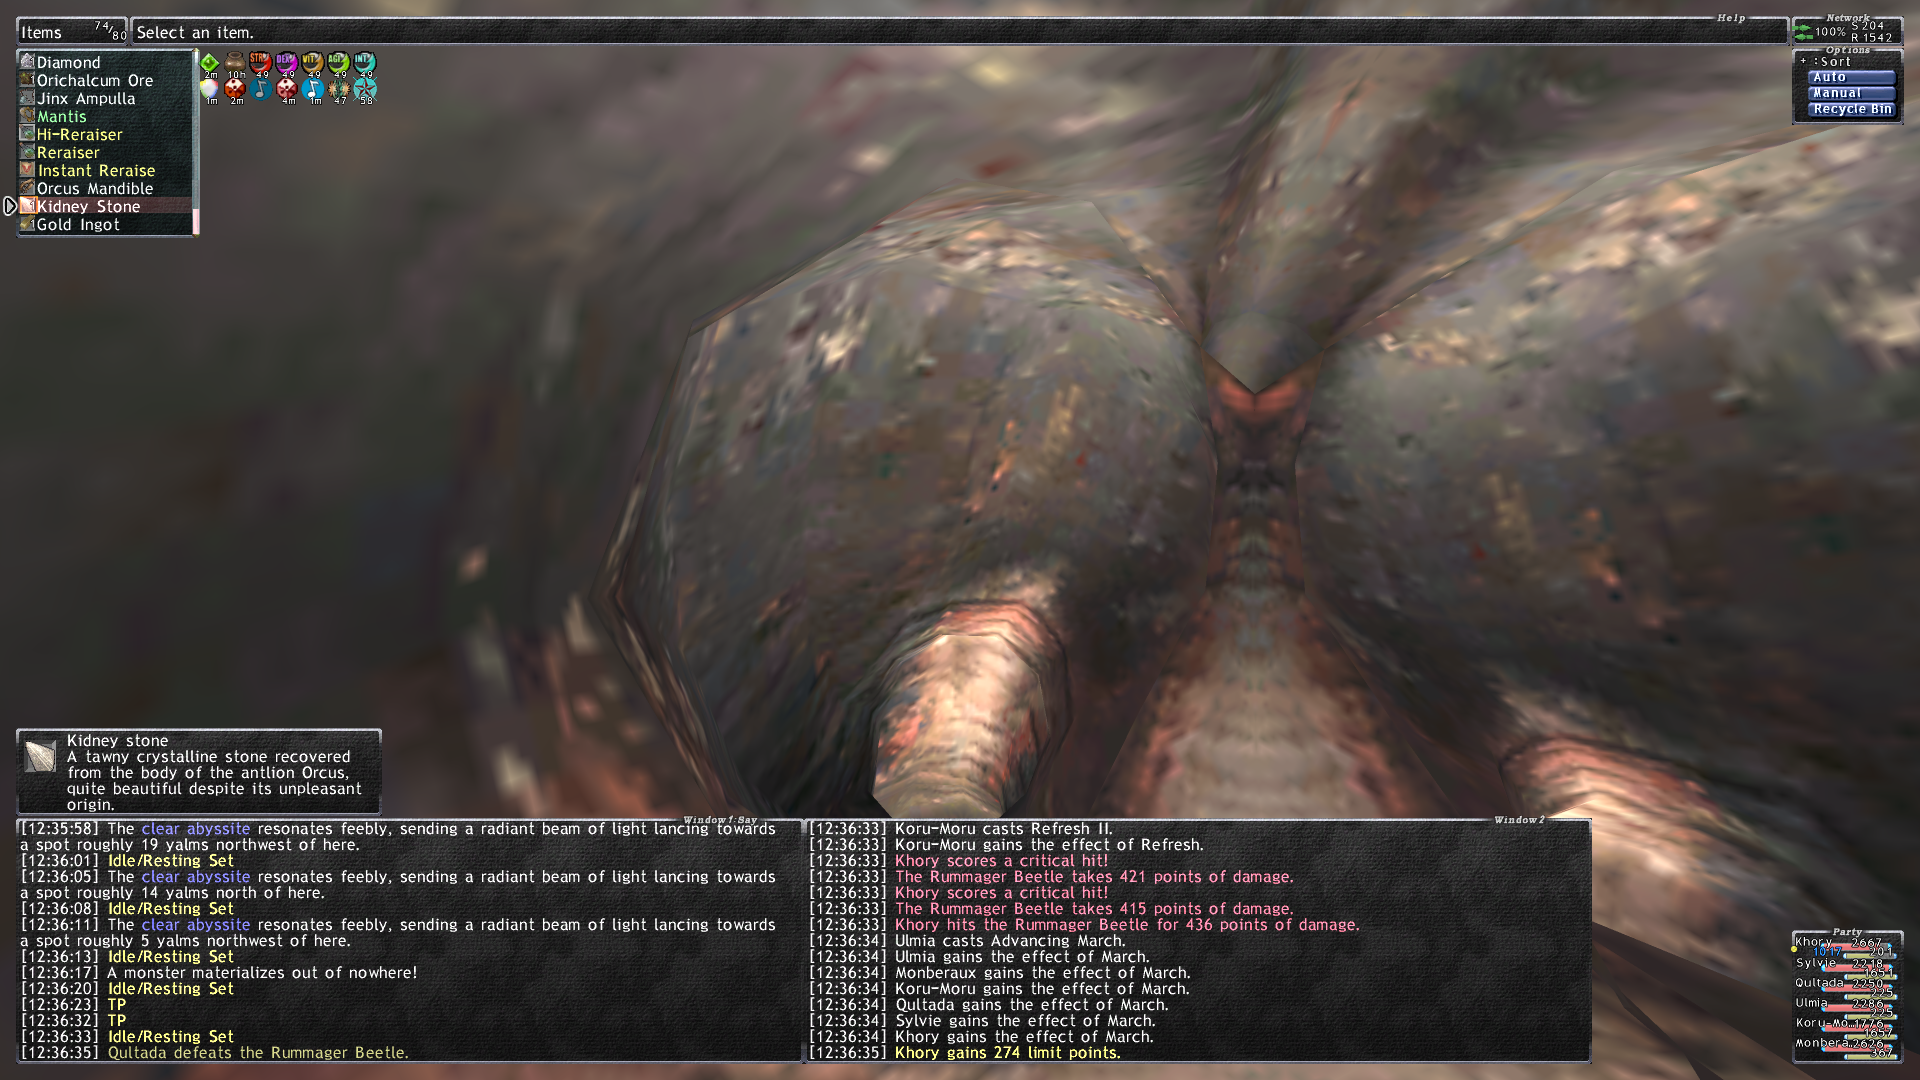 Items 74/80
Select an item.
Help
Network
100% S 204
R 1542
Options
+ :Sort
Auto
Manual
Recycle Bin
Diamond
Orichalcum Ore
Jinx Ampulla
Mantis
Hi-Reraiser
Reraiser
Instant Reraise
Orcus Mandible
Kidney Stone
Gold Ingot
STR DEX VIT AGI INT
2m 10h 49 49 49 49 49
1m 2m 4m 1m 47 58
Kidney stone
A tawny crystalline stone recovered
from the body of the antlion Orcus,
quite beautiful despite its unpleasant
origin.
Window1:Say
[12:35:58] The clear abyssite resonates feebly, sending a radiant beam of light lancing towards
a spot roughly 19 yalms northwest of here.
[12:36:01] Idle/Resting Set
[12:36:05] The clear abyssite resonates feebly, sending a radiant beam of light lancing towards
a spot roughly 14 yalms north of here.
[12:36:08] Idle/Resting Set
[12:36:11] The clear abyssite resonates feebly, sending a radiant beam of light lancing towards
a spot roughly 5 yalms northwest of here.
[12:36:13] Idle/Resting Set
[12:36:17] A monster materializes out of nowhere!
[12:36:20] Idle/Resting Set
[12:36:23] TP
[12:36:32] TP
[12:36:33] Idle/Resting Set
[12:36:35] Qultada defeats the Rummager Beetle.
Window2
[12:36:33] Koru-Moru casts Refresh II.
[12:36:33] Koru-Moru gains the effect of Refresh.
[12:36:33] Khory scores a critical hit!
[12:36:33] The Rummager Beetle takes 421 points of damage.
[12:36:33] Khory scores a critical hit!
[12:36:33] The Rummager Beetle takes 415 points of damage.
[12:36:33] Khory hits the Rummager Beetle for 436 points of damage.
[12:36:34] Ulmia casts Advancing March.
[12:36:34] Ulmia gains the effect of March.
[12:36:34] Monberaux gains the effect of March.
[12:36:34] Koru-Moru gains the effect of March.
[12:36:34] Qultada gains the effect of March.
[12:36:34] Sylvie gains the effect of March.
[12:36:34] Khory gains the effect of March.
[12:36:35] Khory gains 274 limit points.
Party
Khory 2667
1017 201
Sylvie 2218
1651
Qultada 2250
225
Ulmia 2286
225
Koru-Mo.. 1776
1657
Monbera.. 2626
367